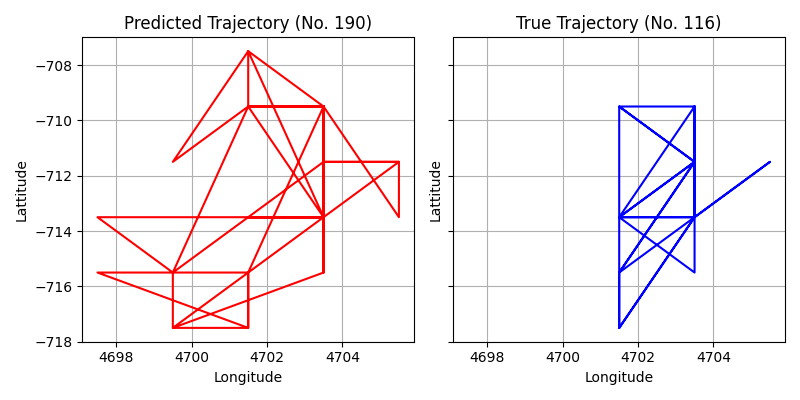 Predicted Trajectory (No. 190)
True Trajectory (No. 116)
−708
−710
−712
−714
−716
−718
Lattitude
Lattitude
4698 4700 4702 4704
4698 4700 4702 4704
Longitude
Longitude